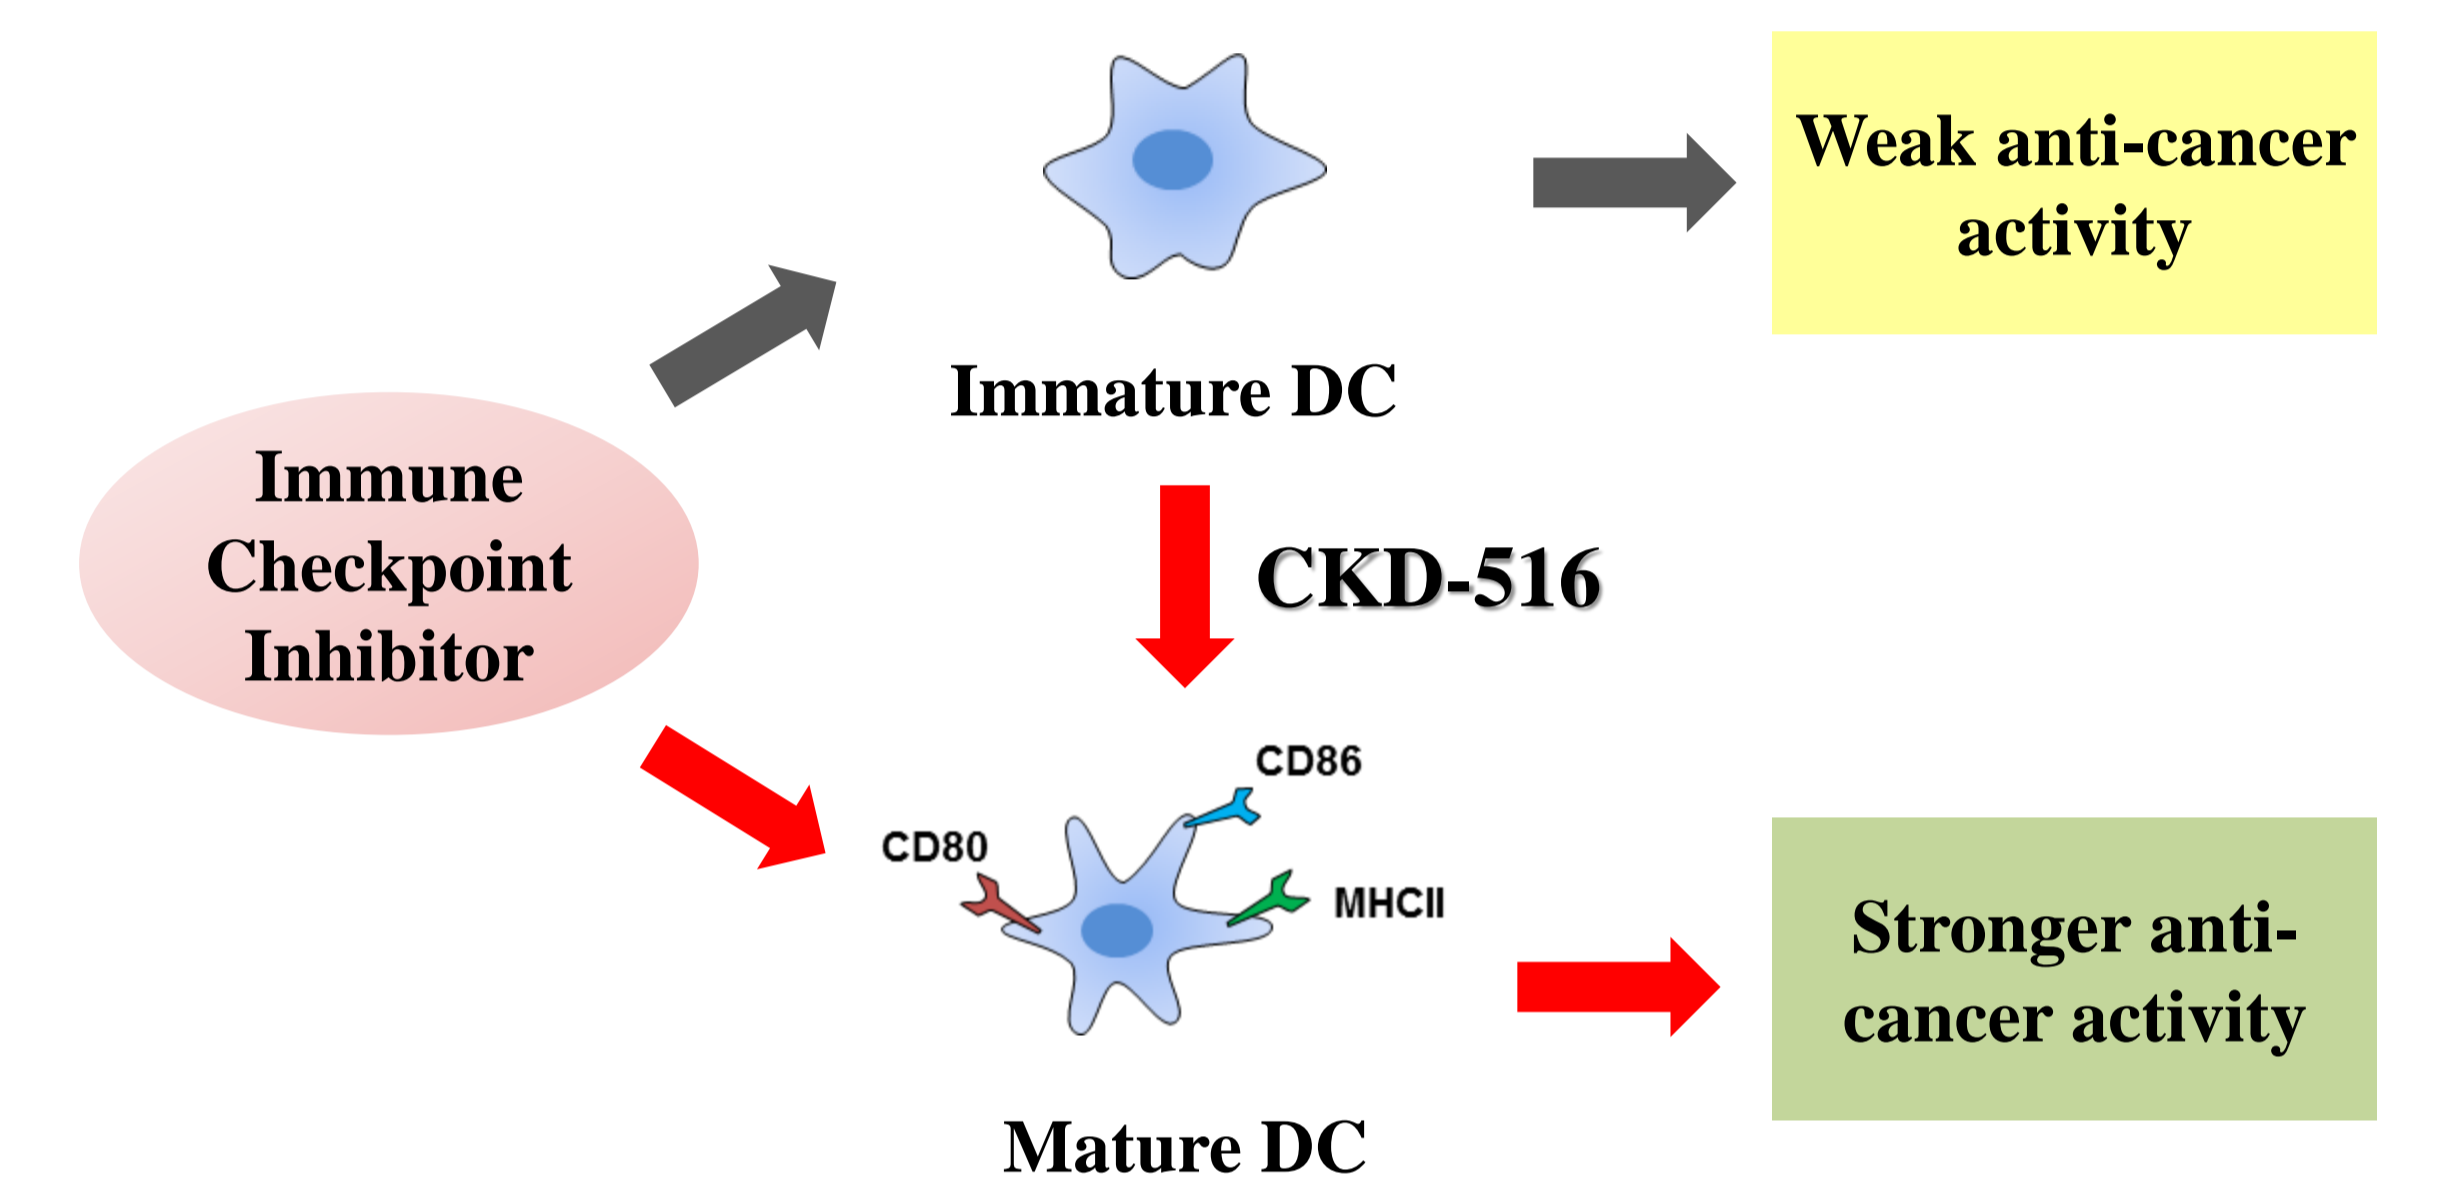 Weak anti-cancer
activity
Immature DC
Immune
Checkpoint
Inhibitor
CKD-516
CD86
CD80
MHCII
Stronger anti-
cancer activity
Mature DC